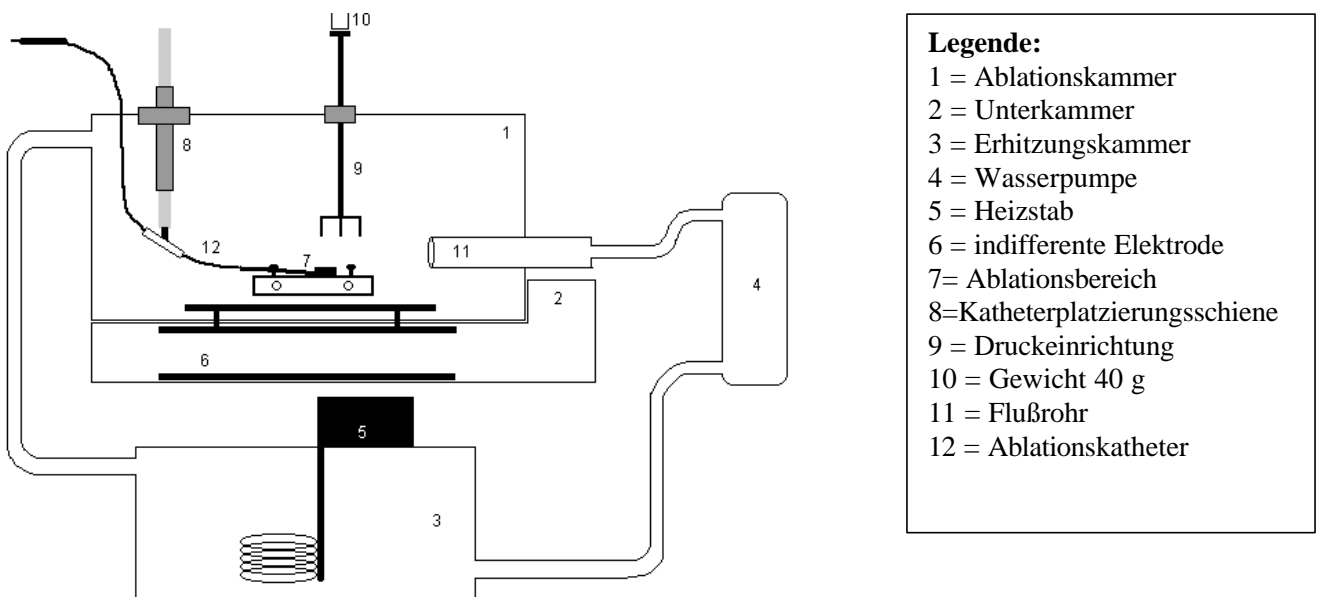 10
1
8
9
12
7
11
2
4
6
5
3
Legende:
1 = Ablationskammer
2 = Unterkammer
3 = Erhitzungskammer
4 = Wasserpumpe
5 = Heizstab
6 = indifferente Elektrode
7= Ablationsbereich
8=Katheterplatzierungsschiene
9 = Druckeinrichtung
10 = Gewicht 40 g
11 = Flußrohr
12 = Ablationskatheter